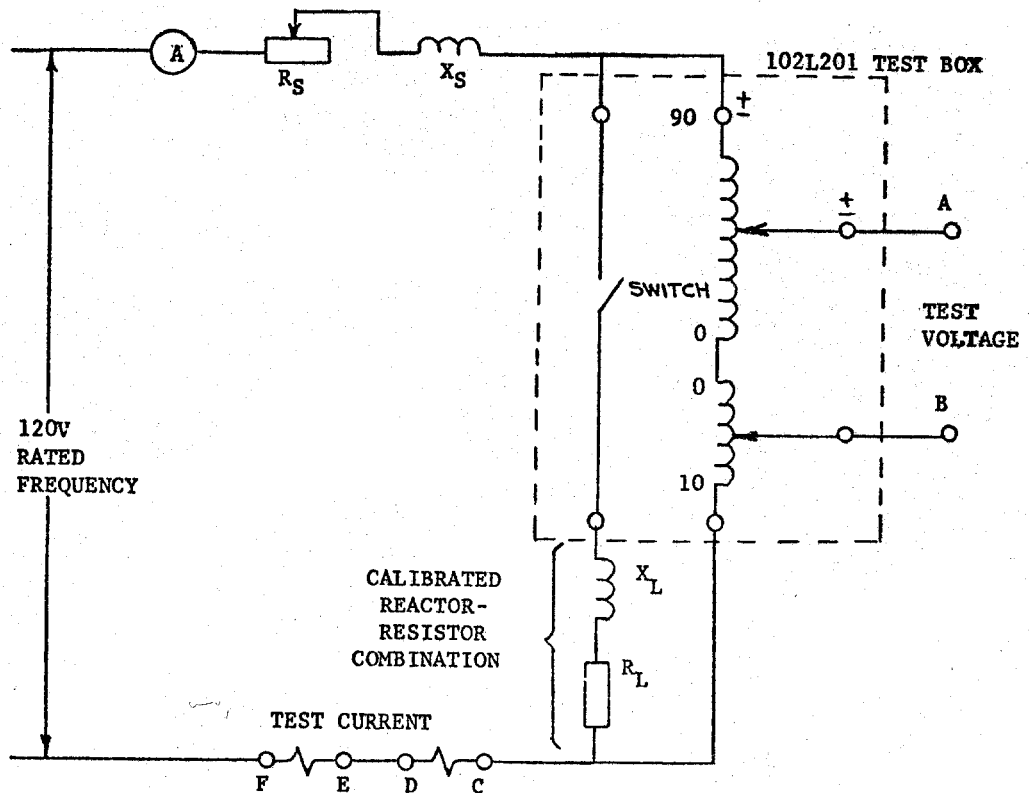 A
R_S
X_S
102L201 TEST BOX
90
±
±
A
SWITCH
TEST
VOLTAGE
0
0
B
10
120V
RATED
FREQUENCY
CALIBRATED
REACTOR-
RESISTOR
COMBINATION
X_L
R_L
TEST CURRENT
F
E
D
C